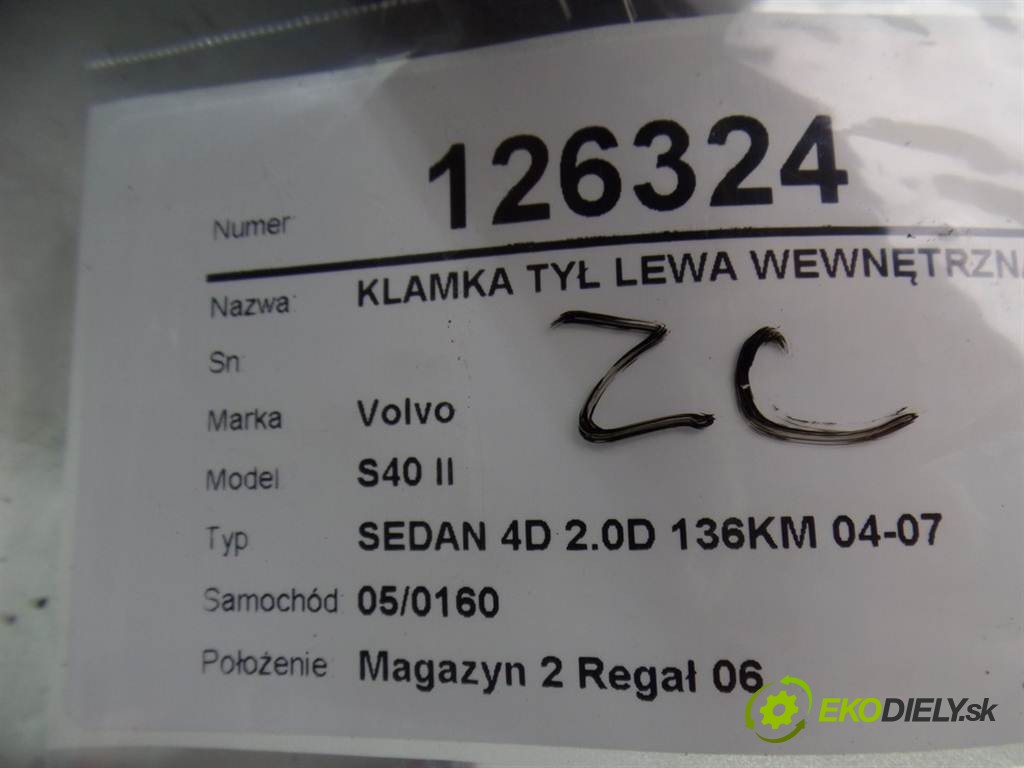 Numer 126324
Nazwa: KLAMKA TYŁ LEWA WEWNĘTRZNA
Sn:
ZC
Marka Volvo
Model: S40 II
Typ SEDAN 4D 2.0D 136KM 04-07
Samochód 05/0160
Położenie Magazyn 2 Regał 06
EKODIELY.sk